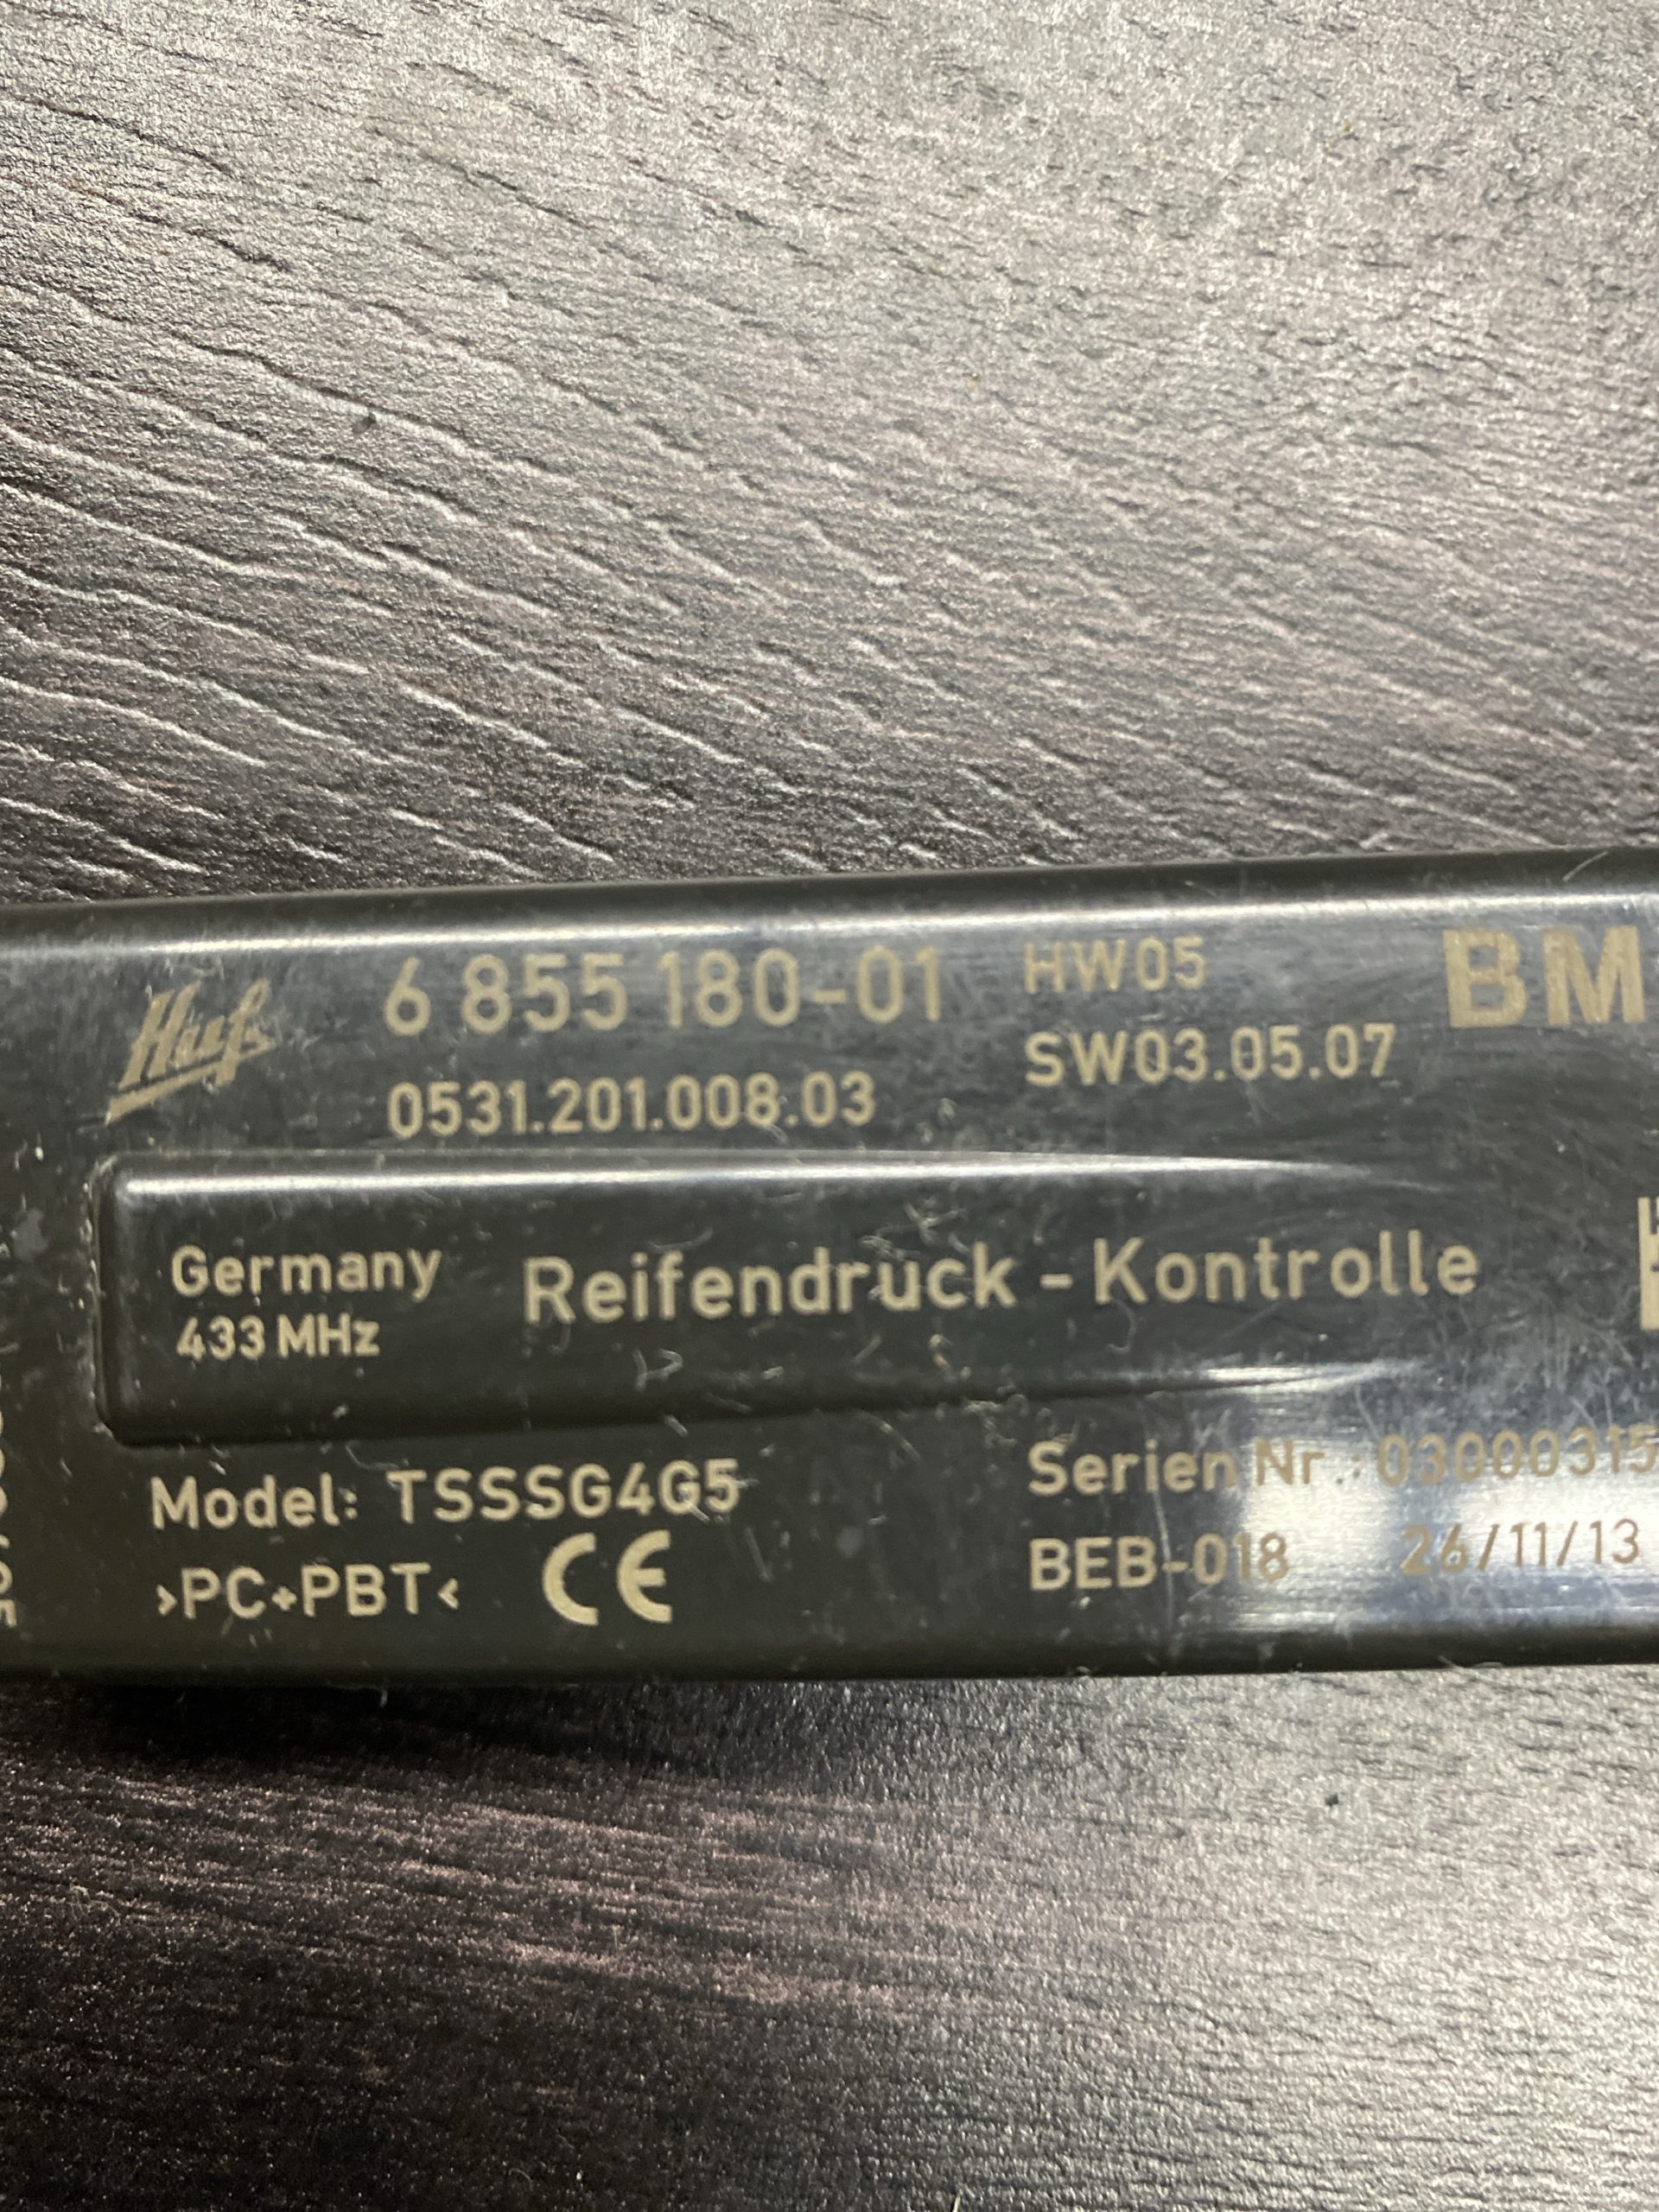 Huf
6 855 180-01
HW05
BM
0531.201.008.03
SW03.05.07
Germany
433 MHz
Reifendruck - Kontrolle
Model: TSSSG4G5
Serien Nr.: 03000315
>PC+PBT< CE
BEB-018 26/11/13